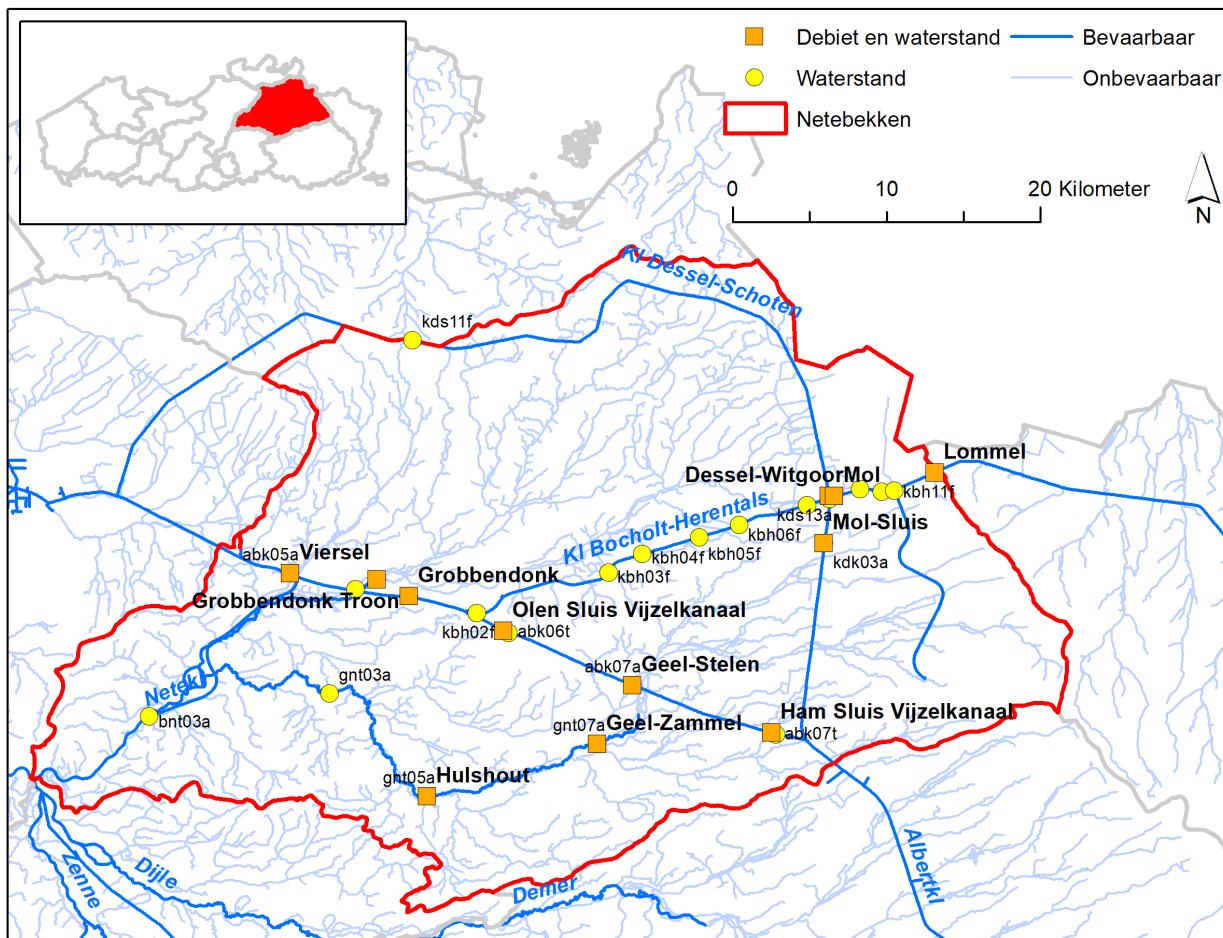 Debiet en waterstand
Bevaarbaar
Waterstand
Onbevaarbaar
Netebekken
0 10 20 Kilometer
N
Kl Dessel-Schoten
kds11f
Lommel
Dessel-Witgoor
Mol
kbh11f
kds13a
Mol-Sluis
kbh06f
Kl Bocholt-Herentals
kbh05f
kbh04f
kdk03a
kbh03f
abk05a
Viersel
Grobbendonk
Grobbendonk Troon
Olen Sluis Vijzelkanaal
kbh02f
abk06t
abk07a
Geel-Stelen
gnt03a
Netekl
bnt03a
gnt07a
Geel-Zammel
Ham Sluis Vijzelkanaal
abk07t
gnt05a
Hulshout
Albertkl
Dijle
Zenne
Demer